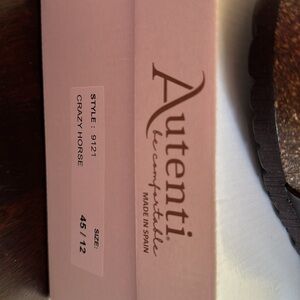 Autenti
be comfortable
MADE IN SPAIN
STYLE : 9121
CRAZY HORSE
SIZE:
45 / 12